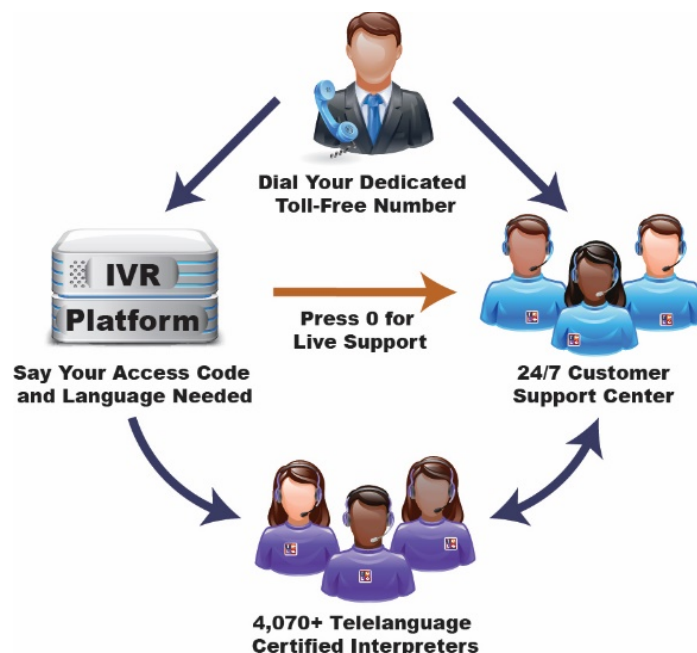 Dial Your Dedicated
Toll-Free Number
IVR
Platform
Press 0 for
Live Support
Say Your Access Code
and Language Needed
24/7 Customer
Support Center
4,070+ Telelanguage
Certified Interpreters